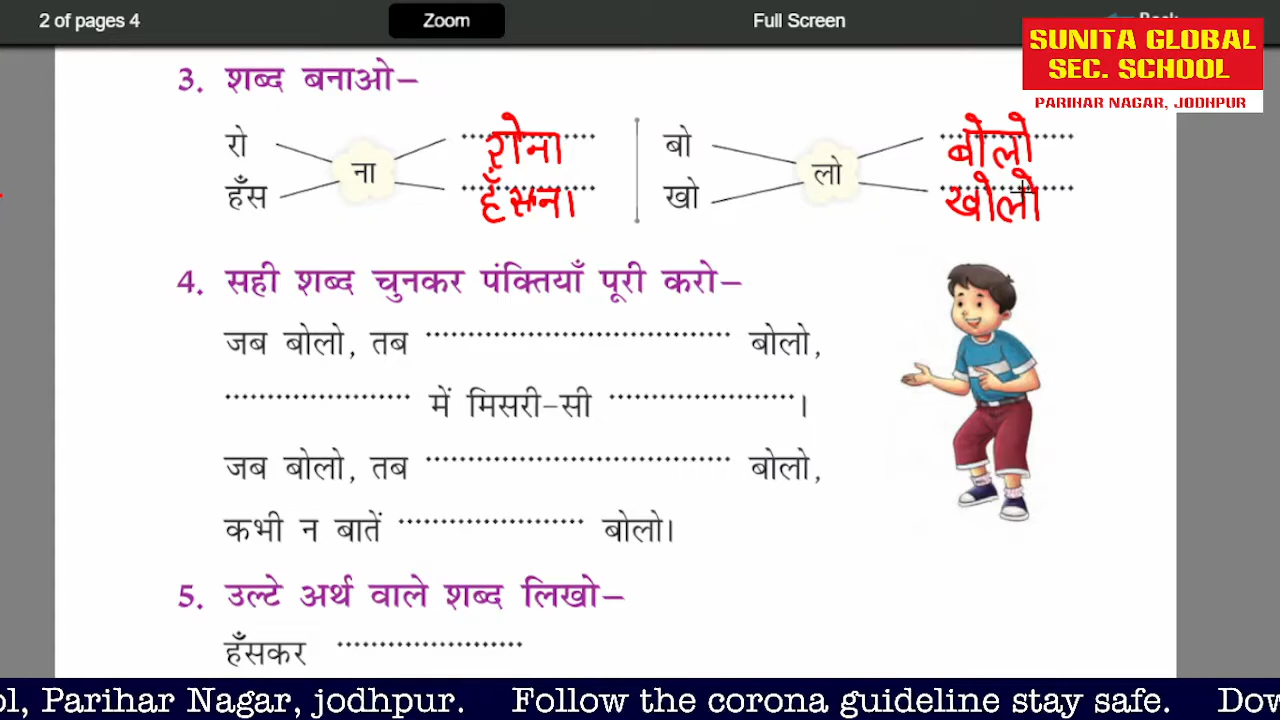 2 of pages 4 Zoom Full Screen
SUNITA GLOBAL
SEC. SCHOOL
PARIHAR NAGAR, JODHPUR
3. शब्द बनाओ–
रो ना रोना बो लो बोलो
हँस हँसना खो खोलो
4. सही शब्द चुनकर पंक्तियाँ पूरी करो–
जब बोलो, तब .................................... बोलो,
...................... में मिसरी-सी ......................।
जब बोलो, तब .................................... बोलो,
कभी न बातें ...................... बोलो।
5. उल्टे अर्थ वाले शब्द लिखो–
हँसकर ......................
ol, Parihar Nagar, jodhpur. Follow the corona guideline stay safe. Dow